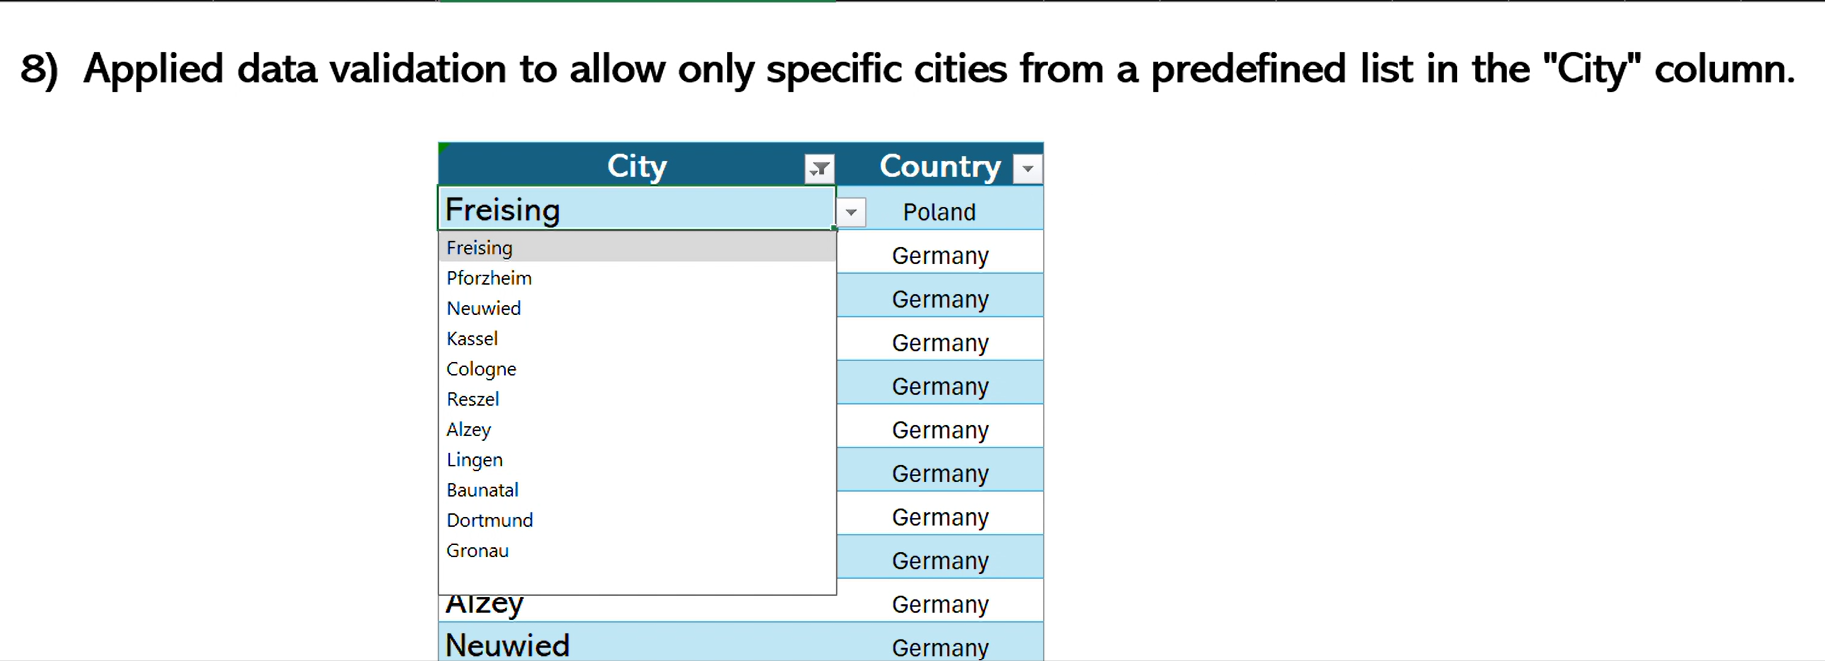 8) Applied data validation to allow only specific cities from a predefined list in the "City" column.
City Country
Freising Poland
Freising Germany
Pforzheim
Neuwied Germany
Kassel Germany
Cologne Germany
Reszel
Alzey Germany
Lingen Germany
Baunatal
Dortmund Germany
Gronau Germany
Alzey Germany
Neuwied Germany